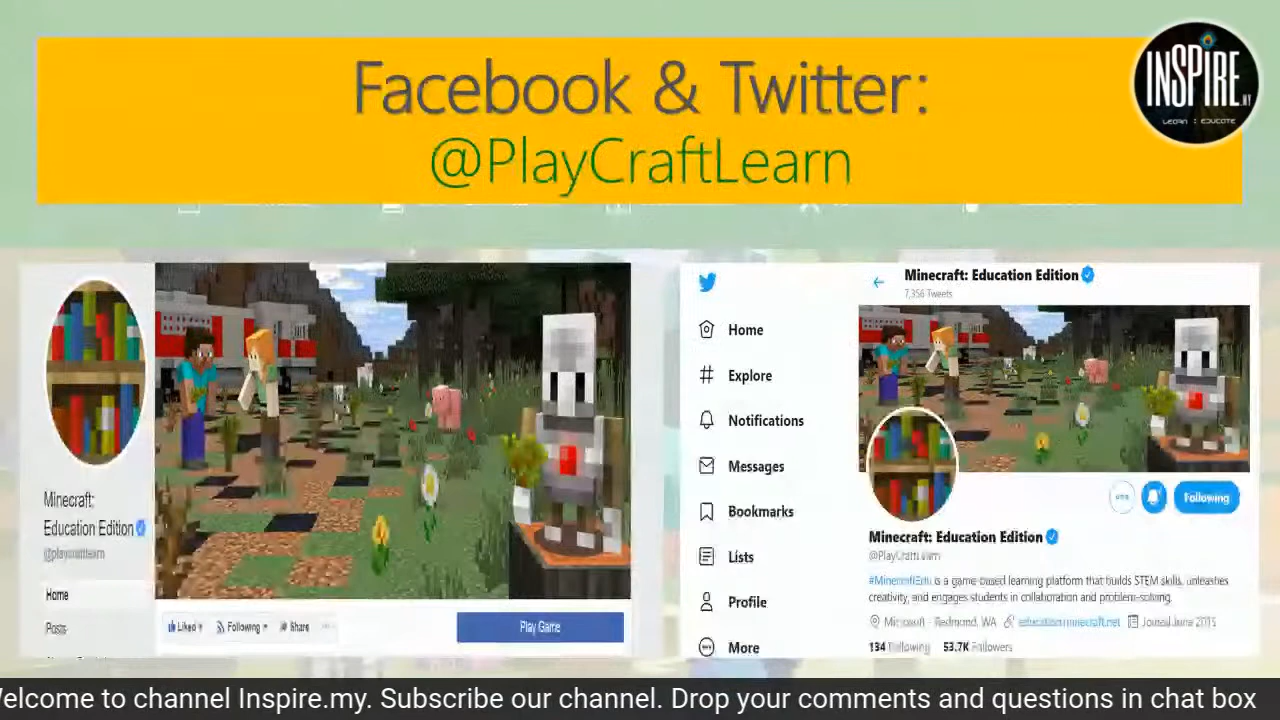 Facebook & Twitter:
@PlayCraftLearn
INSPIRE.MY
LEARN : EDUCATE
Minecraft:
Education Edition
@playcraftlearn
Home
Posts
Liked
Following
Share
Play Game
Minecraft: Education Edition
7,356 Tweets
Home
Explore
Notifications
Messages
Bookmarks
Lists
Profile
More
Following
Minecraft: Education Edition
@PlayCraftLearn
#MinecraftEdu is a game-based learning platform that builds STEM skills, unleashes
creativity, and engages students in collaboration and problem-solving.
Microsoft - Redmond, WA education.minecraft.net Joined June 2015
134 Following 53.7K Followers
Welcome to channel Inspire.my. Subscribe our channel. Drop your comments and questions in chat box